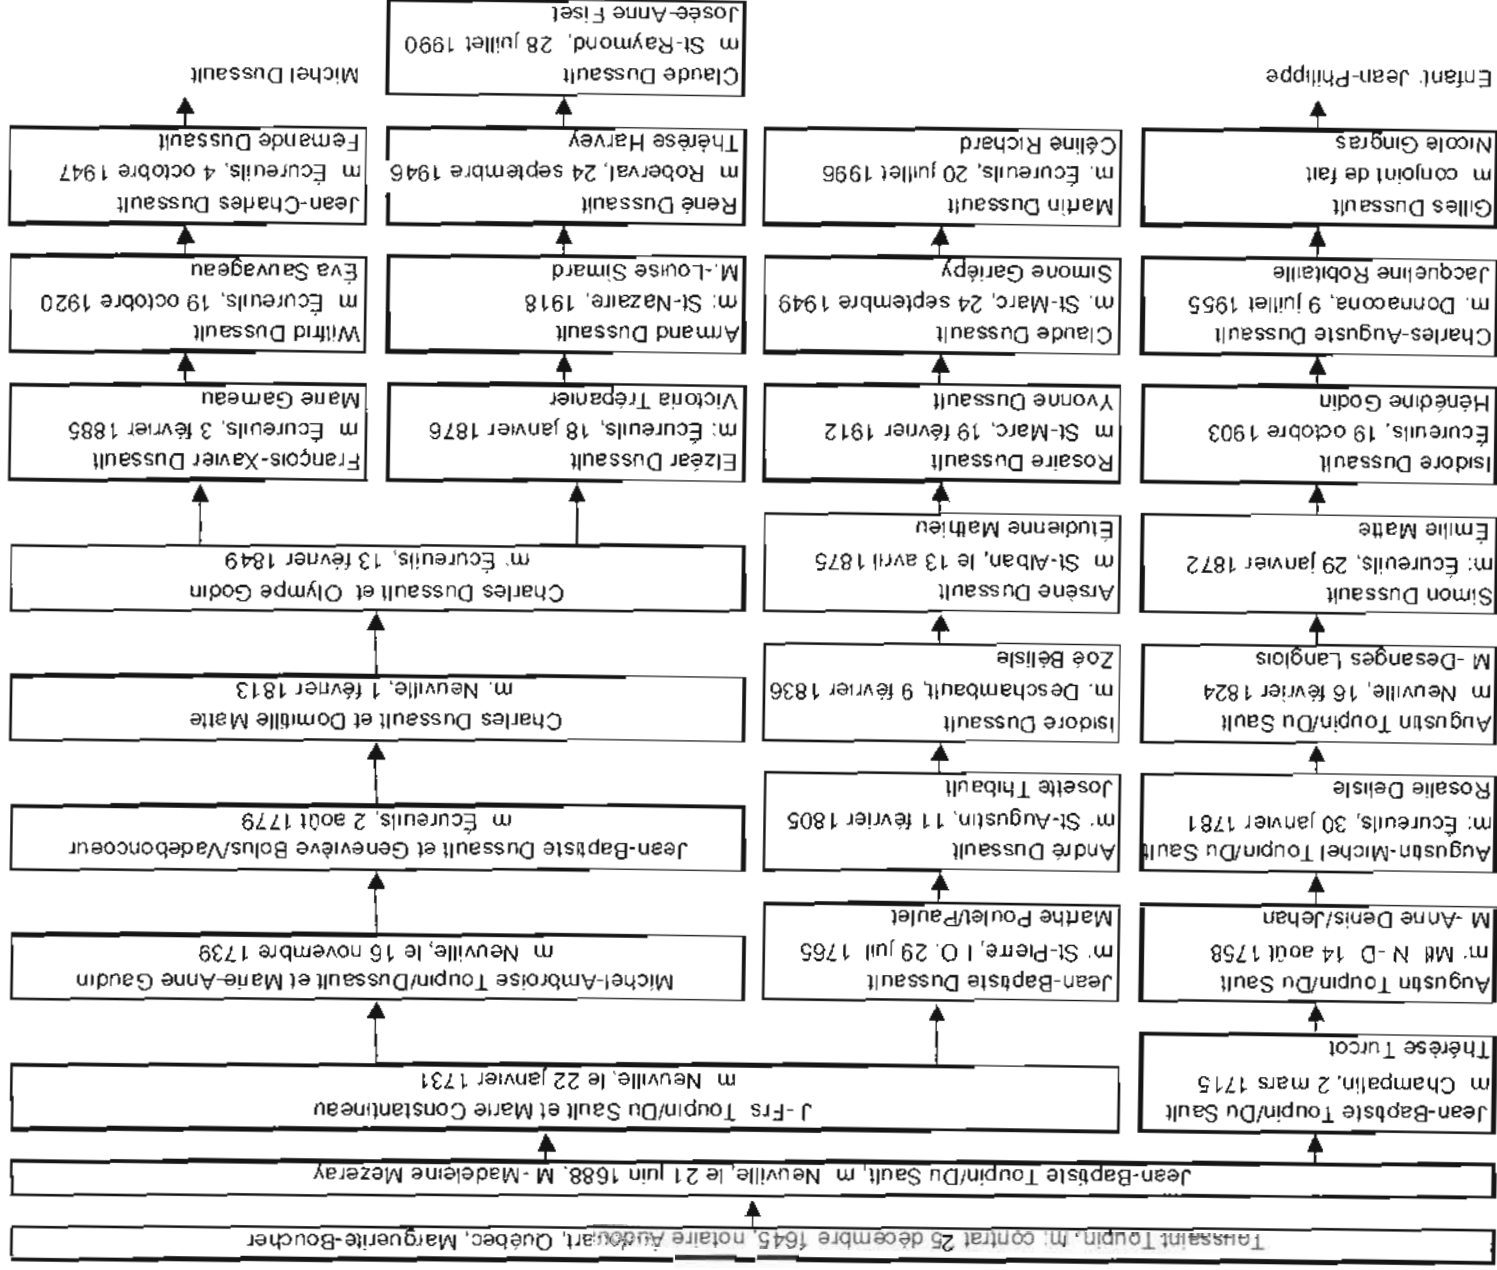 Toussaint Toupin, m: contrat 25 décembre 1645, notaire Audouart, Québec, Marguerite-Boucher
Jean-Baptiste Toupin/Du Sault, m Neuville, le 21 juin 1688. M -Madeleine Mézeray
Jean-Baptiste Toupin/Du Sault
m Champalin, 2 mars 1715
Thérèse Turcot
J -Frs Toupin/Du Sault et Marie Constantineau
m Neuville, le 22 janvier 1731
Augustin Toupin/Du Sault
m· Mtl N -D 14 août 1758
M -Anne Denis/Jehan
Jean-Baptiste Dussault
m· St-Pierre, I O. 29 juil 1765
Marthe Poulet/Paulet
Michel-Ambroise Toupin/Dussault et Marie-Anne Gaudin
m Neuville, le 16 novembre 1739
Augustin-Michel Toupin/Du Sault
m: Écureuils, 30 janvier 1781
Rosalie Delisle
André Dussault
m· St-Augustin, 11 février 1805
Josette Thibault
Jean-Baptiste Dussault et Geneviève Bolus/Vadeboncoeur
m Écureuils, 2 août 1779
Augustin Toupin/Du Sault
m Neuville, 16 février 1824
M -Desanges Langlois
Isidore Dussault
m. Deschambault, 9 février 1836
Zoé Bélisle
Charles Dussault et Domitille Matte
m. Neuville, 1 février 1813
Simon Dussault
m: Écureuils, 29 janvier 1872
Émilie Matte
Arsène Dussault
m St-Alban, le 13 avril 1875
Étudienne Mathieu
Charles Dussault et Olympe Godin
m· Écureuils, 13 février 1849
Isidore Dussault
Écureuils, 19 octobre 1903
Hénédine Godin
Rosaire Dussault
m St-Marc, 19 février 1912
Yvonne Dussault
Elzéar Dussault
m: Écureuils, 18 janvier 1876
Victoria Trépanier
François-Xavier Dussault
m Écureuils, 3 février 1885
Marie Garneau
Charles-Auguste Dussault
m. Donnacona, 9 juillet 1955
Jacqueline Robitaille
Claude Dussault
m. St-Marc, 24 septembre 1949
Simone Gariépy
Armand Dussault
m: St-Nazaire, 1918
M.-Louise Simard
Wilfrid Dussault
m Écureuils, 19 octobre 1920
Éva Sauvageau
Gilles Dussault
m conjoint de fait
Nicole Gingras
Martin Dussault
m. Écureuils, 20 juillet 1996
Céline Richard
René Dussault
m Roberval, 24 septembre 1946
Thérèse Harvey
Jean-Charles Dussault
m Écureuils, 4 octobre 1947
Fernande Dussault
Enfant· Jean-Philippe
Claude Dussault
m St-Raymond, 28 juillet 1990
Josée-Anne Fiset
Michel Dussault